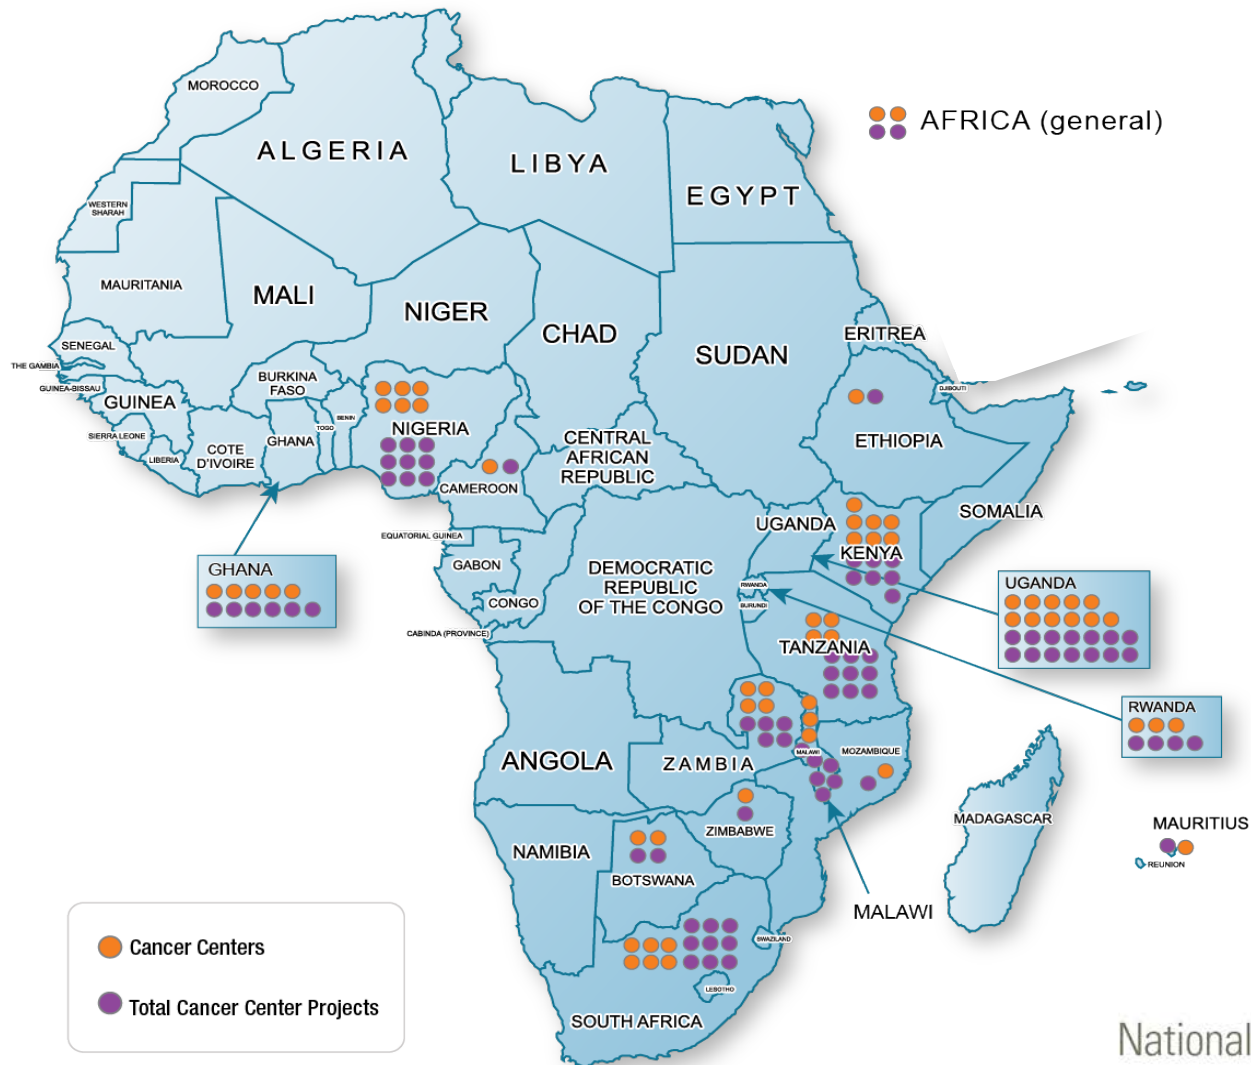 MOROCCO
ALGERIA
LIBYA
EGYPT
AFRICA (general)
WESTERN
SHARAH
MAURITANIA
MALI
NIGER
CHAD
SUDAN
ERITREA
SENEGAL
THE GAMBIA
GUINEA-BISSAU
GUINEA
SIERRA LEONE
LIBERIA
COTE
D'IVOIRE
BURKINA
FASO
GHANA
TOGO
BENIN
NIGERIA
CAMEROON
CENTRAL
AFRICAN
REPUBLIC
DJIBOUTI
ETHIOPIA
SOMALIA
UGANDA
KENYA
EQUATORIAL GUINEA
GABON
CONGO
CABINDA (PROVINCE)
DEMOCRATIC
REPUBLIC
OF THE CONGO
RWANDA
BURUNDI
TANZANIA
GHANA
UGANDA
RWANDA
ANGOLA
ZAMBIA
MALAWI
MOZAMBIQUE
ZIMBABWE
NAMIBIA
BOTSWANA
MADAGASCAR
MAURITIUS
REUNION
MALAWI
SWAZILAND
LEBOTHO
SOUTH AFRICA
Cancer Centers
Total Cancer Center Projects
National